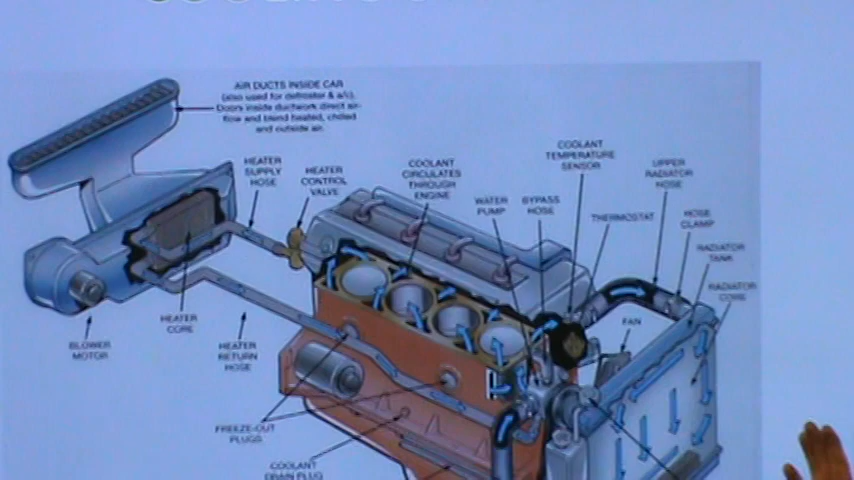 AIR DUCTS INSIDE CAR
(also used for defroster & a/c).
Doors inside ductwork direct air-
flow and blend heated, chilled
and outside air.
HEATER
SUPPLY
HOSE
HEATER
CONTROL
VALVE
COOLANT
CIRCULATES
THROUGH
ENGINE
WATER
PUMP
BYPASS
HOSE
COOLANT
TEMPERATURE
SENSOR
THERMOSTAT
UPPER
RADIATOR
HOSE
HOSE
CLAMP
RADIATOR
TANK
RADIATOR
CORE
FAN
BLOWER
MOTOR
HEATER
CORE
HEATER
RETURN
HOSE
FREEZE-OUT
PLUGS
COOLANT
DRAIN PLUG